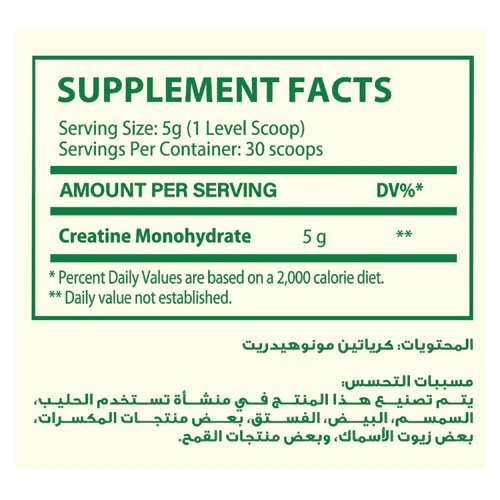 SUPPLEMENT FACTS
Serving Size: 5g (1 Level Scoop)
Servings Per Container: 30 scoops
AMOUNT PER SERVING DV%*
Creatine Monohydrate 5 g **
* Percent Daily Values are based on a 2,000 calorie diet.
** Daily value not established.
المحتويات: كرياتين مونوهيدريت
مسببات التحسس:
يتم تصنيع هذا المنتج في منشأة تستخدم الحليب،
السمسم، البيض، الفستق، بعض منتجات المكسرات،
بعض زيوت الأسماك، وبعض منتجات القمح.